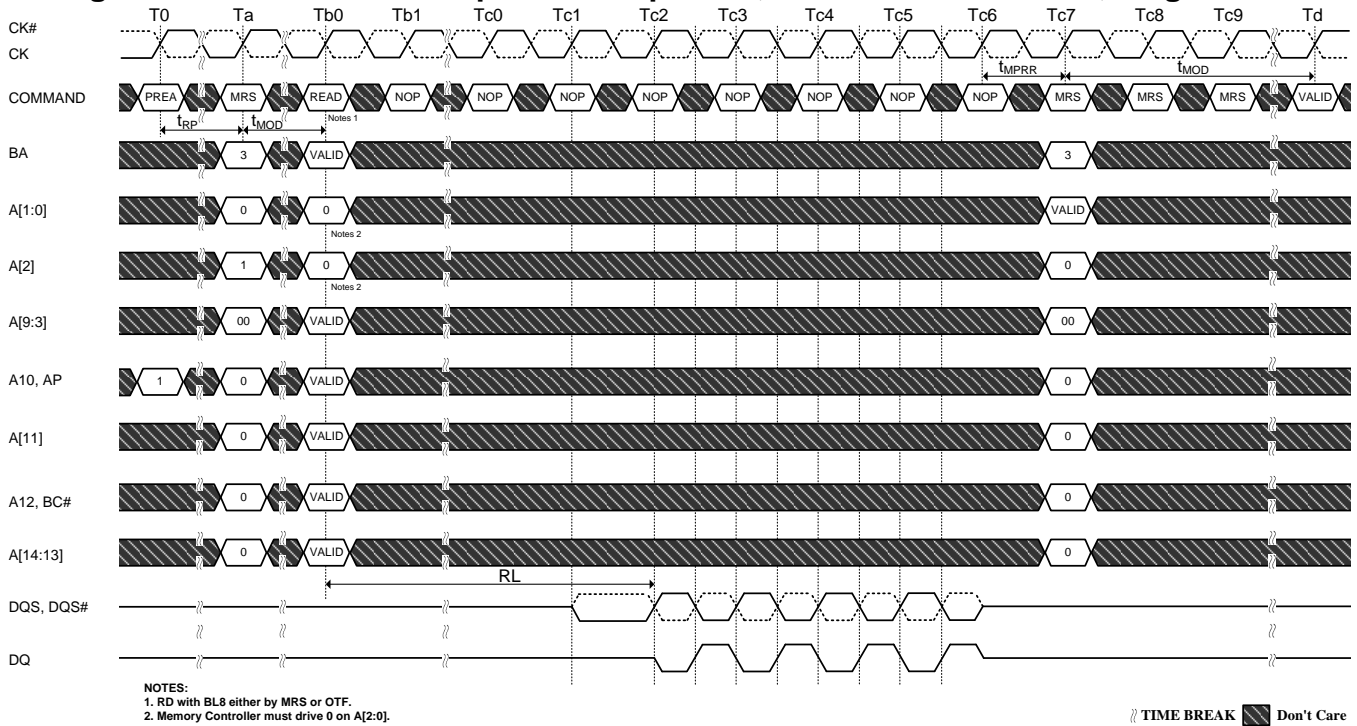 T0 Ta Tb0 Tb1 Tc0 Tc1 Tc2 Tc3 Tc4 Tc5 Tc6 Tc7 Tc8 Tc9 Td
CK#
CK
tMPRR tMOD
COMMAND PREA MRS READ NOP NOP NOP NOP NOP NOP NOP NOP MRS MRS MRS VALID
tRP tMOD Notes 1
BA 3 VALID 3
A[1:0] 0 0 VALID
Notes 2
A[2] 1 0 0
Notes 2
A[9:3] 00 VALID 00
A10, AP 1 0 VALID 0
A[11] 0 VALID 0
A12, BC# 0 VALID 0
A[14:13] 0 VALID 0
RL
DQS, DQS#
DQ
NOTES:
1. RD with BL8 either by MRS or OTF.
2. Memory Controller must drive 0 on A[2:0].
TIME BREAK Don't Care